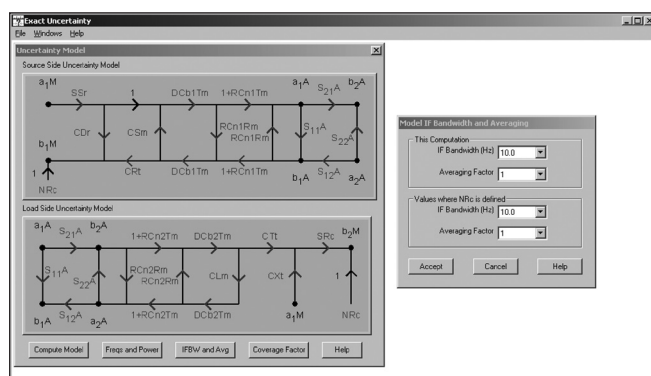 Exact Uncertainty
File Windows Help
Uncertainty Model
Source Side Uncertainty Model
a1M SSr 1 DCb1Tm 1+RCn1Tm a1A S21A b2A
CDr CSm RCn1Rm RCn1Rm S11A S22A
b1M CRt DCb1Tm 1+RCn1Tm b1A S12A a2A
1 NRc
Load Side Uncertainty Model
a1A S21A b2A 1+RCn2Tm DCb2Tm CTt SRc b2M
S11A S22A RCn2Rm RCn2Rm CLm CXt 1
b1A S12A a2A 1+RCn2Tm DCb2Tm a1M NRc
Compute Model Freqs and Power IFBW and Avg Coverage Factor Help
Model IF Bandwidth and Averaging
This Computation
IF Bandwidth (Hz) 10.0
Averaging Factor 1
Values where NRc is defined
IF Bandwidth (Hz) 10.0
Averaging Factor 1
Accept Cancel Help